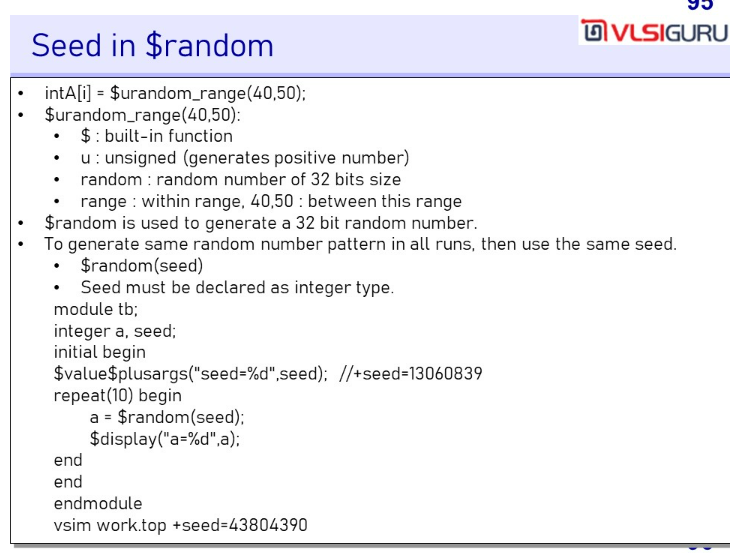 95
Seed in $random
VLSIGURU
• intA[i] = $urandom_range(40,50);
• $urandom_range(40,50):
• $ : built-in function
• u : unsigned (generates positive number)
• random : random number of 32 bits size
• range : within range, 40,50 : between this range
• $random is used to generate a 32 bit random number.
• To generate same random number pattern in all runs, then use the same seed.
• $random(seed)
• Seed must be declared as integer type.
module tb;
integer a, seed;
initial begin
$value$plusargs("seed=%d",seed); //+seed=13060839
repeat(10) begin
a = $random(seed);
$display("a=%d",a);
end
end
endmodule
vsim work.top +seed=43804390